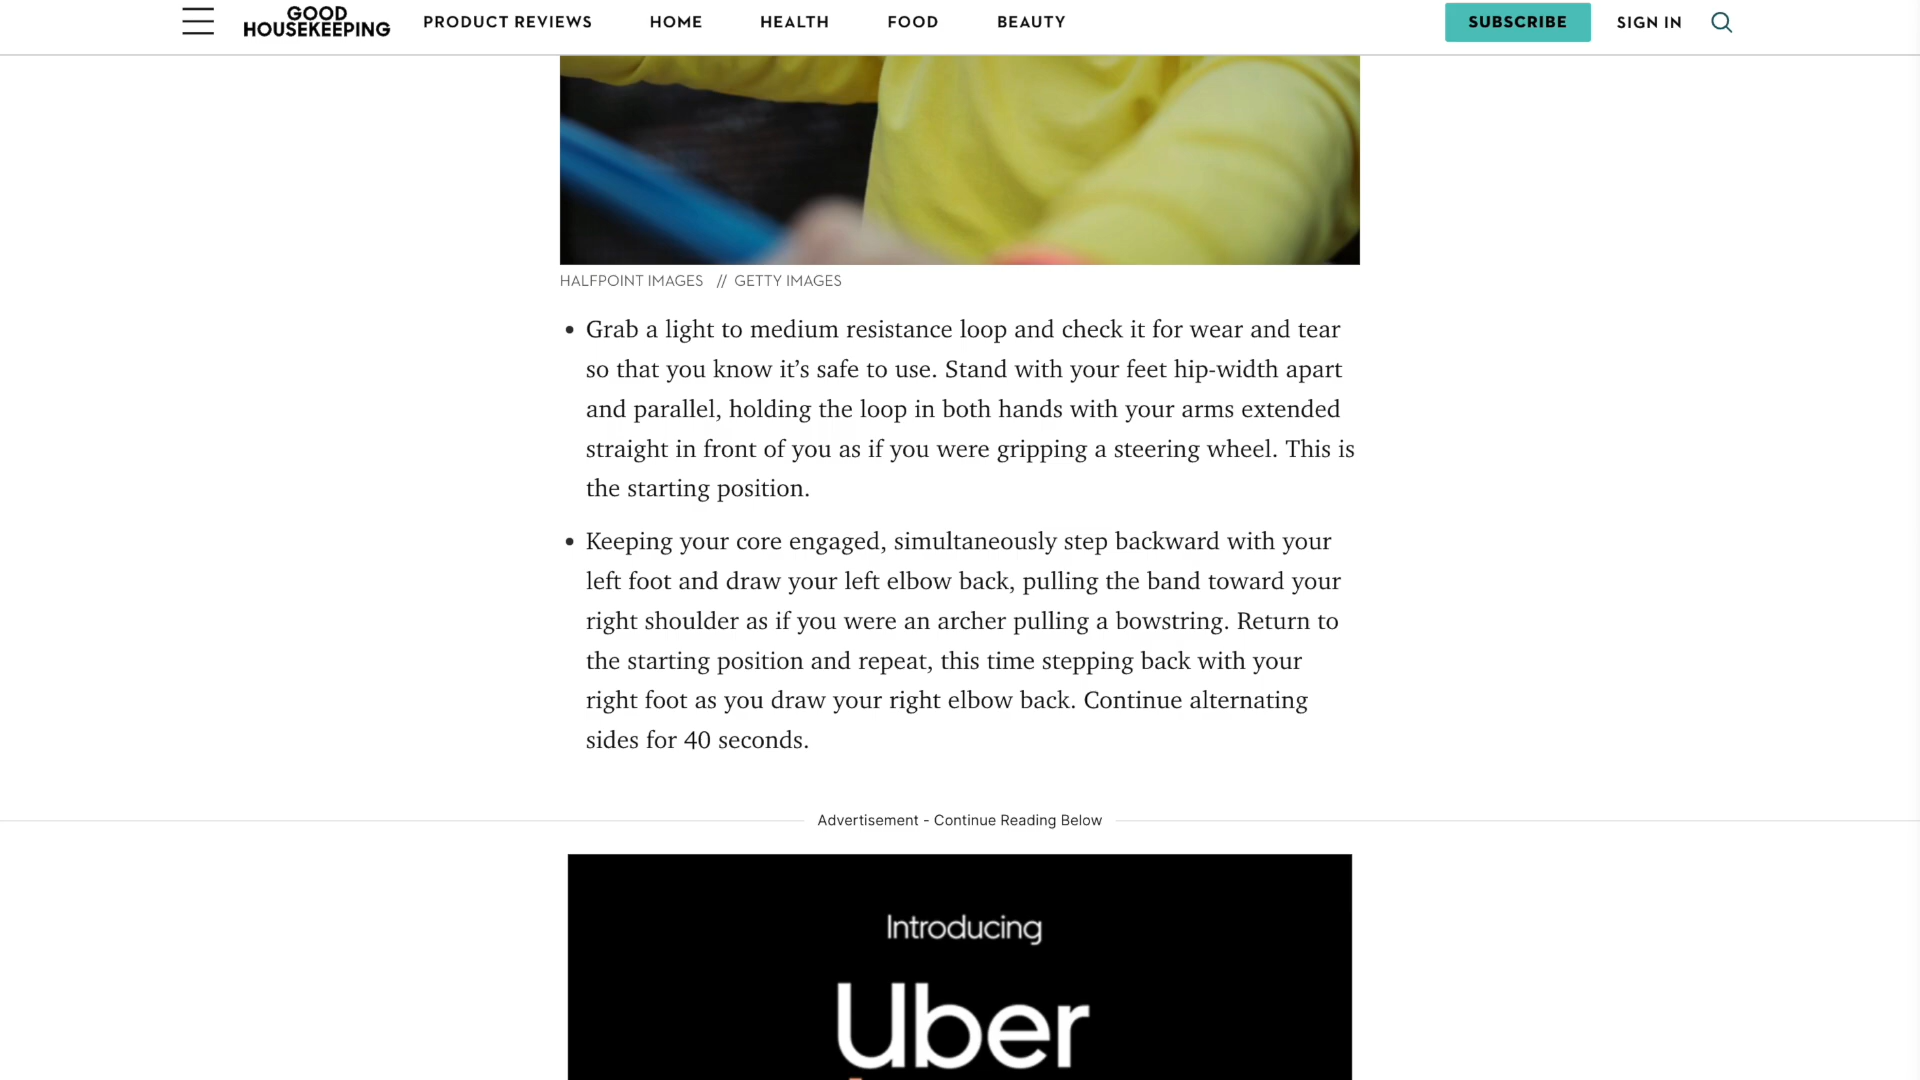 GOOD
HOUSEKEEPING
PRODUCT REVIEWS
HOME
HEALTH
FOOD
BEAUTY
SUBSCRIBE
SIGN IN
HALFPOINT IMAGES // GETTY IMAGES
• Grab a light to medium resistance loop and check it for wear and tear
so that you know it’s safe to use. Stand with your feet hip-width apart
and parallel, holding the loop in both hands with your arms extended
straight in front of you as if you were gripping a steering wheel. This is
the starting position.
• Keeping your core engaged, simultaneously step backward with your
left foot and draw your left elbow back, pulling the band toward your
right shoulder as if you were an archer pulling a bowstring. Return to
the starting position and repeat, this time stepping back with your
right foot as you draw your right elbow back. Continue alternating
sides for 40 seconds.
Advertisement - Continue Reading Below
Introducing
Uber